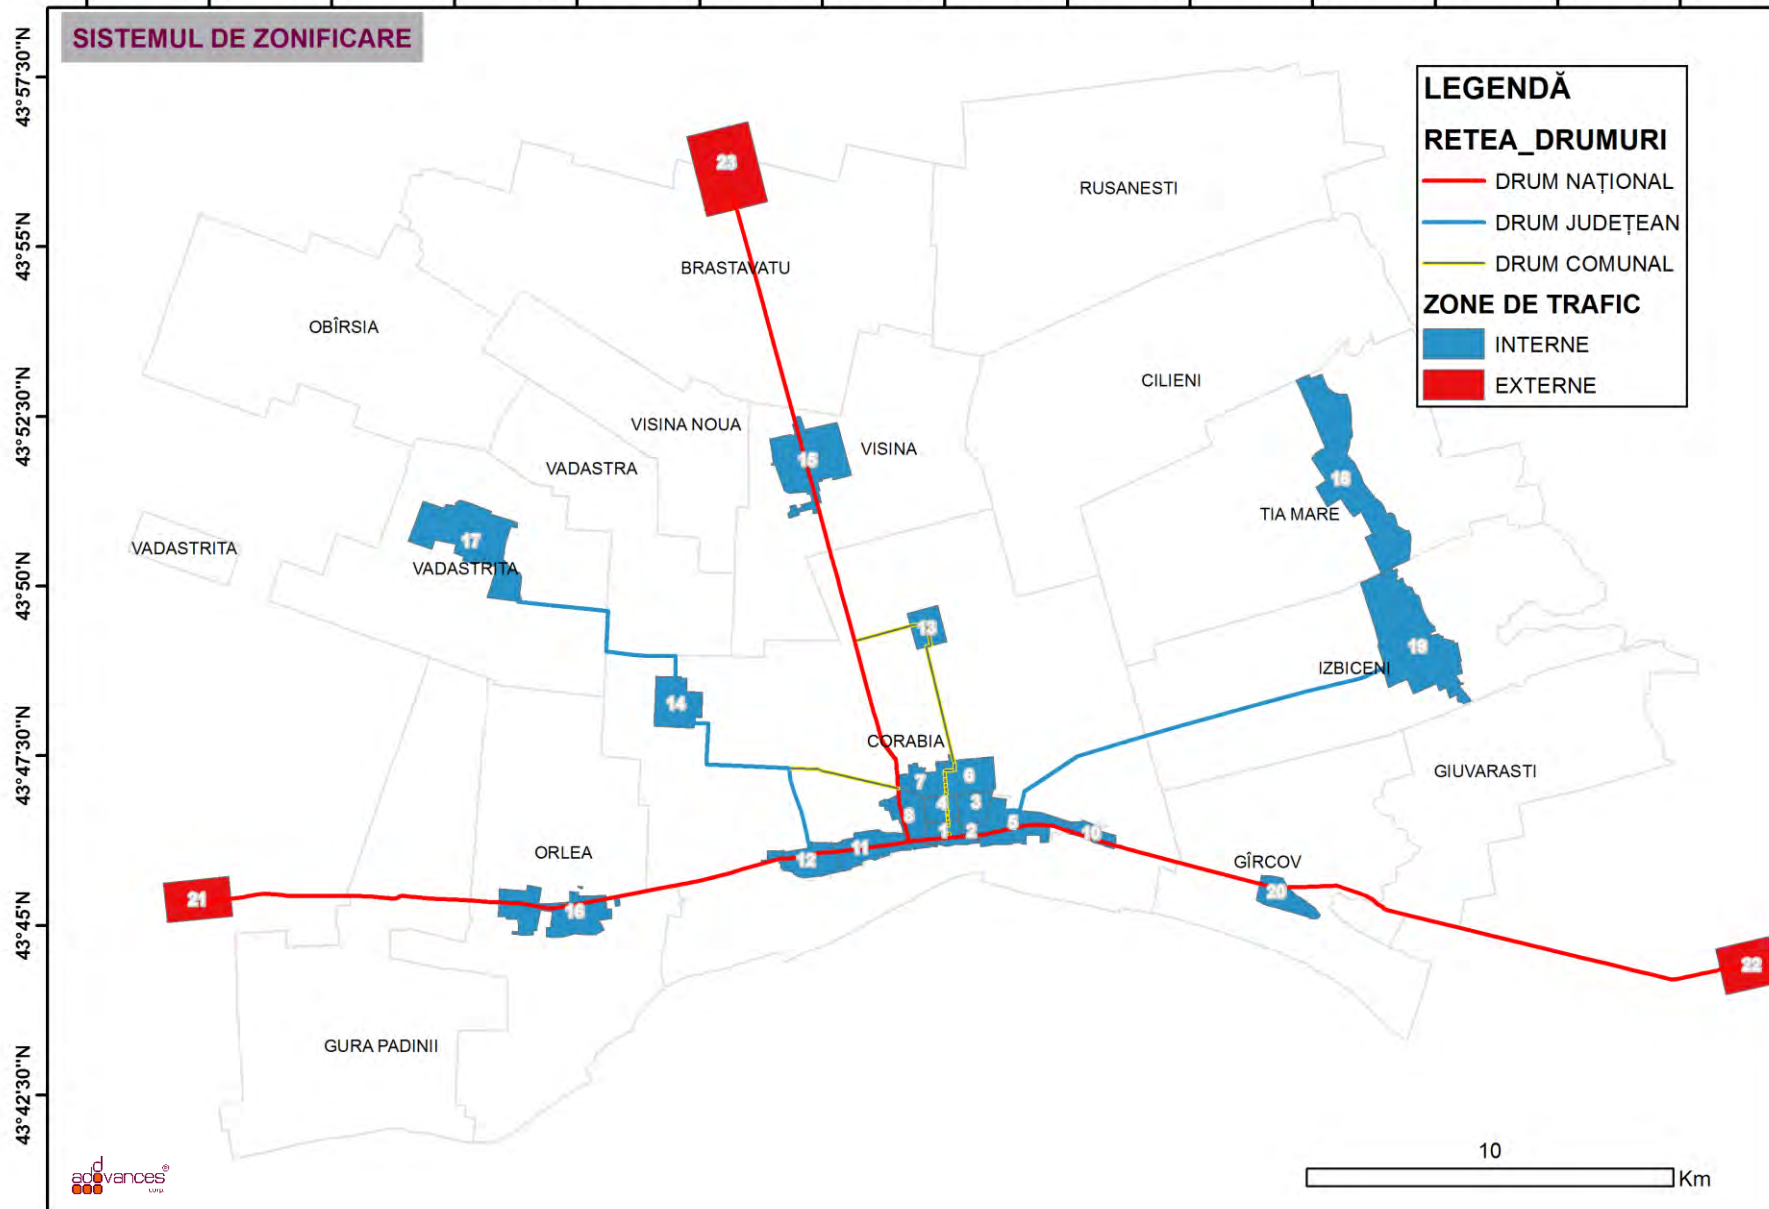 SISTEMUL DE ZONIFICARE
43°57'30"N
43°55'N
43°52'30"N
43°50'N
43°47'30"N
43°45'N
43°42'30"N
LEGENDĂ
RETEA_DRUMURI
DRUM NAȚIONAL
DRUM JUDEȚEAN
DRUM COMUNAL
ZONE DE TRAFIC
INTERNE
EXTERNE
23
RUSANESTI
BRASTAVATU
OBÎRSIA
CILIENI
VISINA NOUA
VISINA
15
VADASTRA
18
TIA MARE
17
VADASTRITA
VADASTRITA
13
19
IZBICENI
14
CORABIA
GIUVARASTI
7
6
4
3
8
5
1
2
10
11
12
ORLEA
GÎRCOV
20
21
16
22
GURA PADINII
addvances®
corp.
10
Km